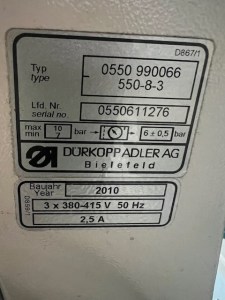 D867/1
Typ
type
0550 990066
550-8-3
Lfd. Nr.
serial no.
0550611276
max 10 bar
min 7
6 ± 0,5 bar
DÜRKOPP ADLER AG
Bielefeld
Baujahr
Year
2010
3 x 380-415 V 50 Hz
2,5 A